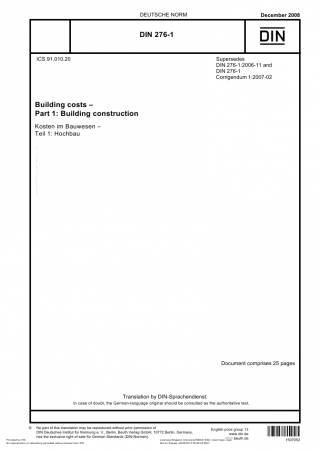 DEUTSCHE NORM
December 2008
DIN 276-1
DIN
ICS 91.010.20
Supersedes
DIN 276-1:2006-11 and
DIN 276-1
Corrigendum 1:2007-02
Building costs –
Part 1: Building construction
Kosten im Bauwesen –
Teil 1: Hochbau
Document comprises 25 pages
Translation by DIN-Sprachendienst.
In case of doubt, the German-language original should be consulted as the authoritative text.
© No part of this translation may be reproduced without prior permission of
DIN Deutsches Institut für Normung e. V., Berlin. Beuth Verlag GmbH, 10772 Berlin, Germany,
has the exclusive right of sale for German Standards (DIN-Normen).
English price group 13
www.din.de
www.beuth.de